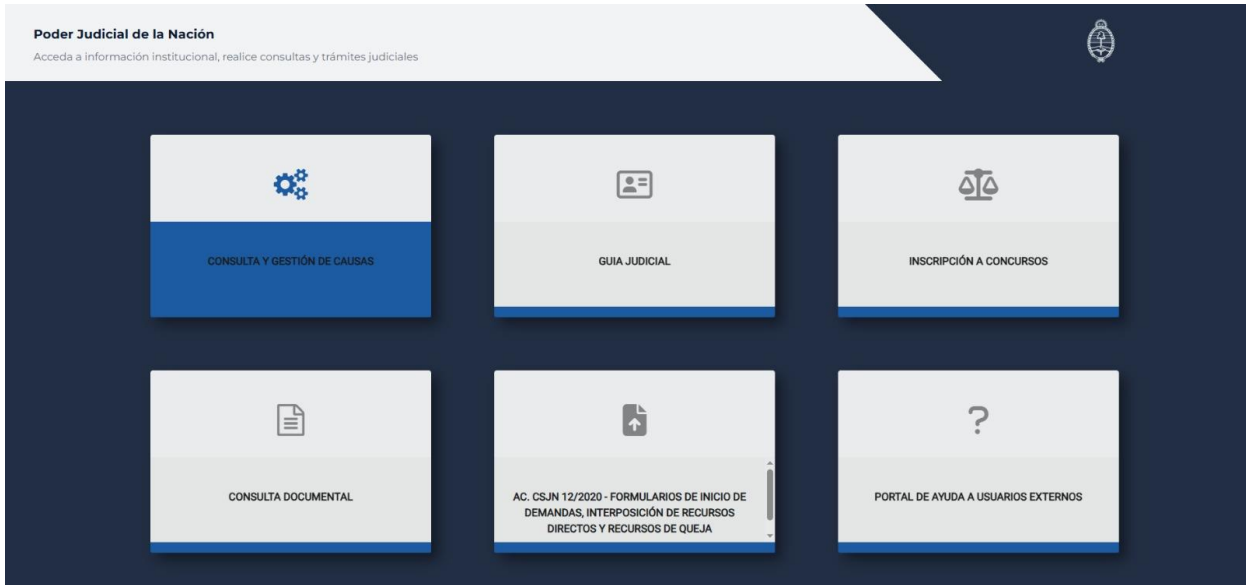 Poder Judicial de la Nación
Acceda a información institucional, realice consultas y trámites judiciales
CONSULTA Y GESTIÓN DE CAUSAS
GUIA JUDICIAL
INSCRIPCIÓN A CONCURSOS
CONSULTA DOCUMENTAL
AC. CSJN 12/2020 - FORMULARIOS DE INICIO DE
DEMANDAS, INTERPOSICIÓN DE RECURSOS
DIRECTOS Y RECURSOS DE QUEJA
PORTAL DE AYUDA A USUARIOS EXTERNOS